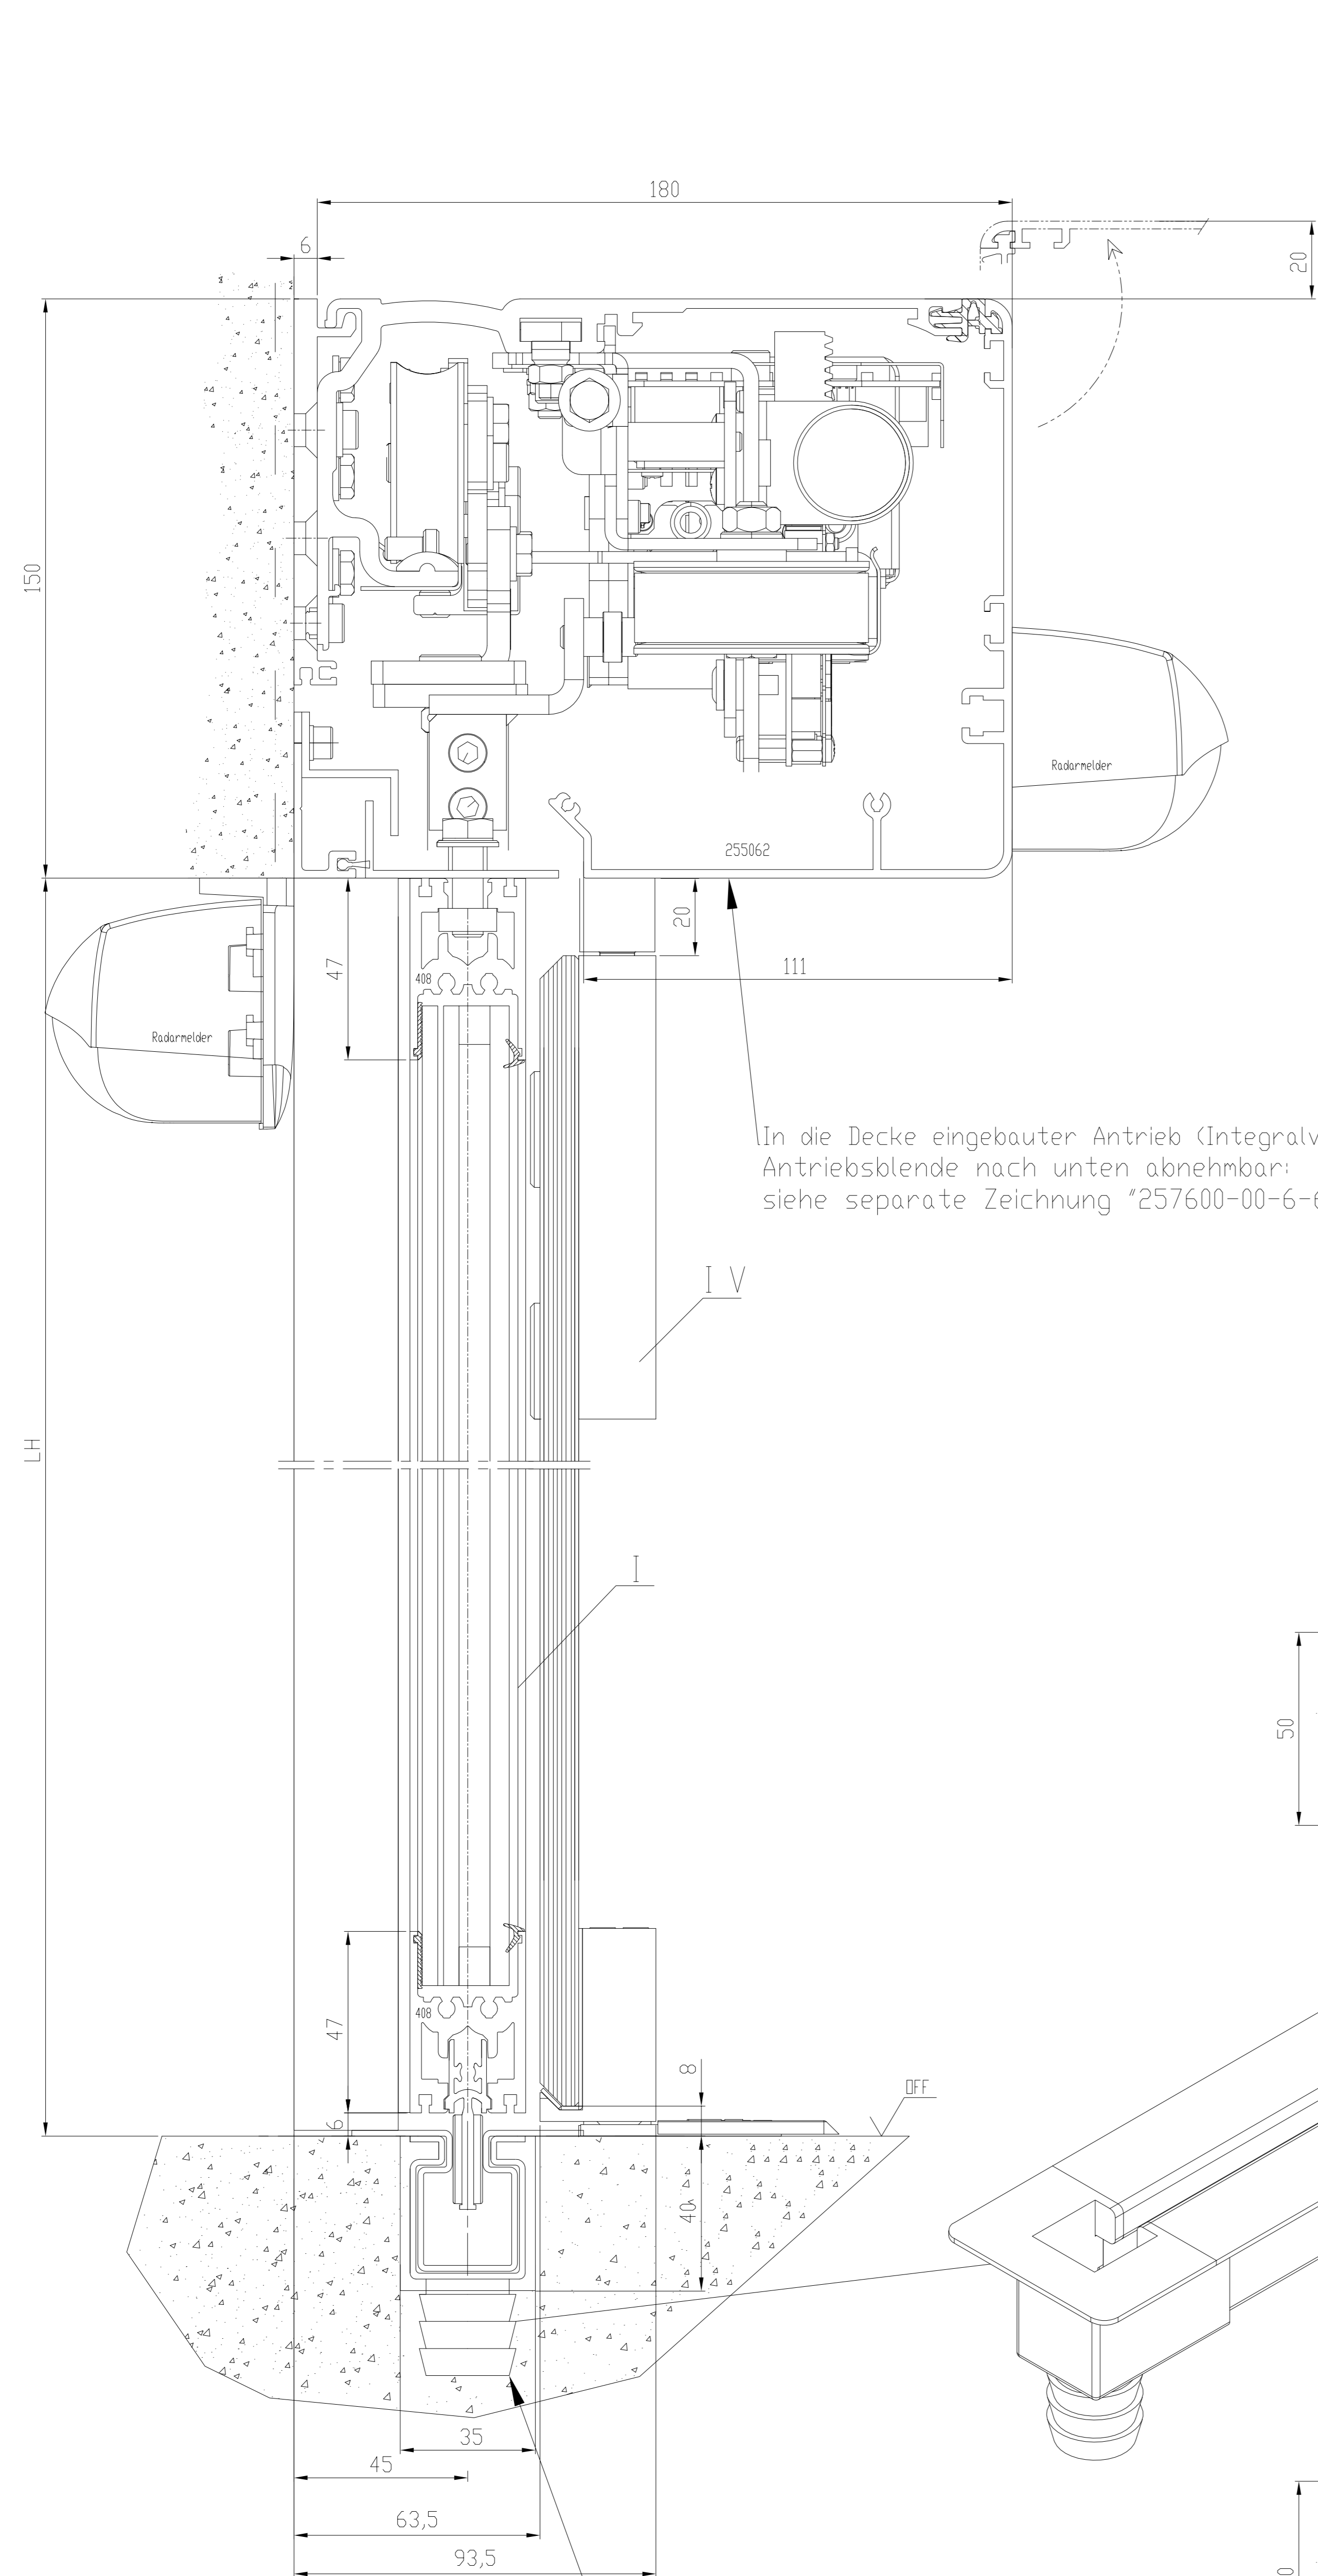 180
6
20
150
Radarmelder
255062
20
47
111
408
Radarmelder
In die Decke eingebauter Antrieb (Integralv
Antriebsblende nach unten abnehmbar;
siehe separate Zeichnung "257600-00-6-6
I V
LH
I
50
408
47
8
OFF
6
40
35
45
63,5
93,5
0